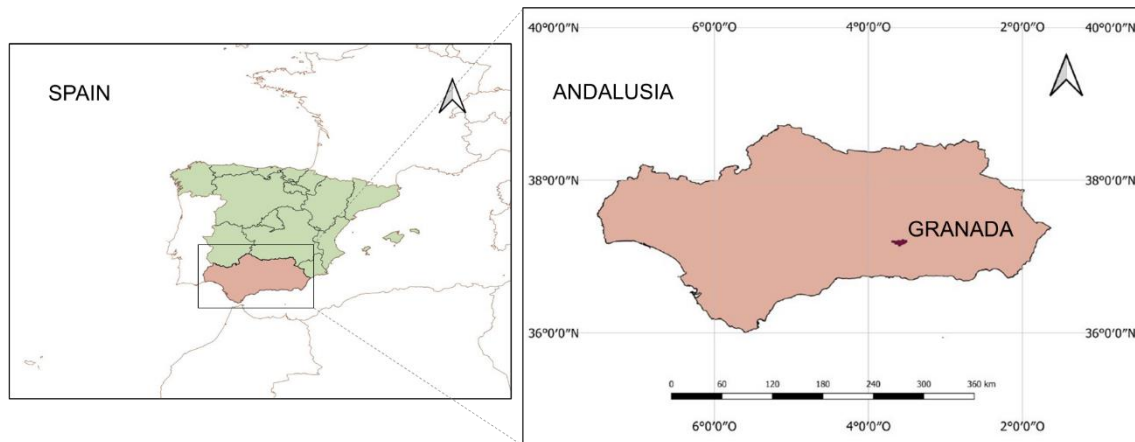 SPAIN
ANDALUSIA
GRANADA
6°0'0"O 4°0'0"O 2°0'0"O
40°0'0"N 40°0'0"N
38°0'0"N 38°0'0"N
36°0'0"N 36°0'0"N
0 60 120 180 240 300 360 km
6°0'0"O 4°0'0"O 2°0'0"O